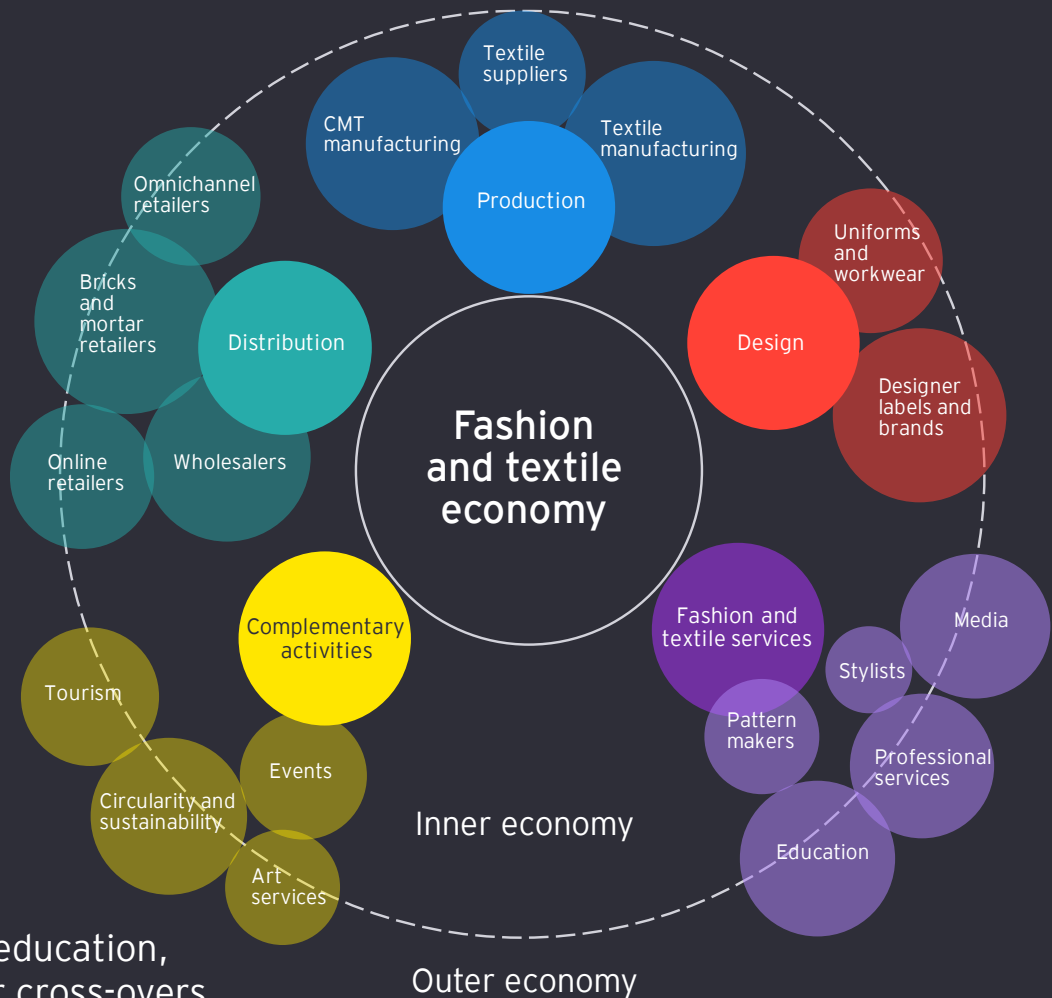 Textile
suppliers
CMT
manufacturing
Textile
manufacturing
Production
Omnichannel
retailers
Bricks
and
mortar
retailers
Distribution
Online
retailers
Wholesalers
Uniforms
and
workwear
Design
Designer
labels and
brands
Fashion
and textile
economy
Complementary
activities
Tourism
Events
Circularity and
sustainability
Art
services
Fashion and
textile services
Media
Stylists
Pattern
makers
Professional
services
Education
Inner economy
Outer economy
education,
cross-overs